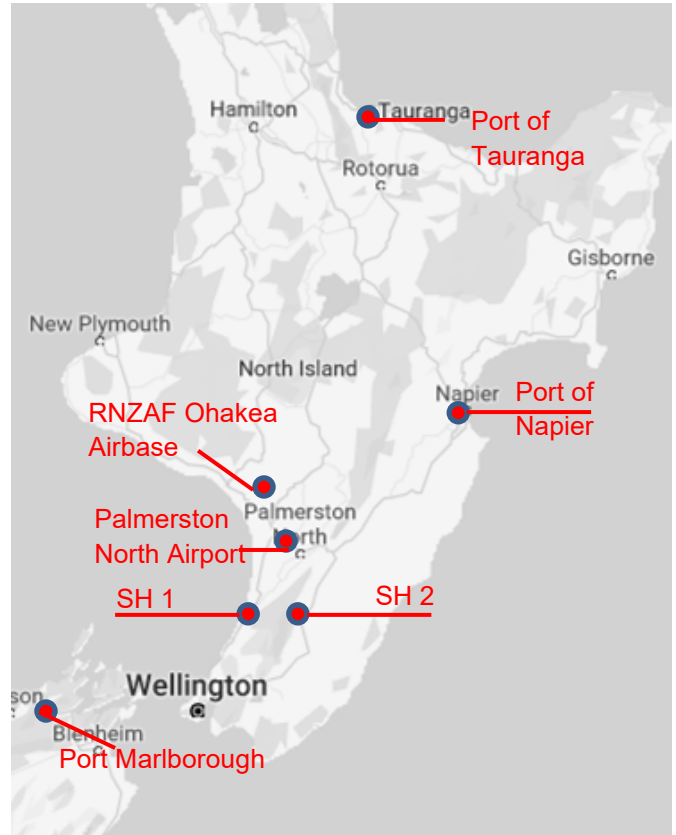 Hamilton
Tauranga
Port of
Tauranga
Rotorua
Gisborne
New Plymouth
North Island
Napier
Port of
Napier
RNZAF Ohakea
Airbase
Palmerston
North
Palmerston
North Airport
SH 1
SH 2
Wellington
son
Blenheim
Port Marlborough